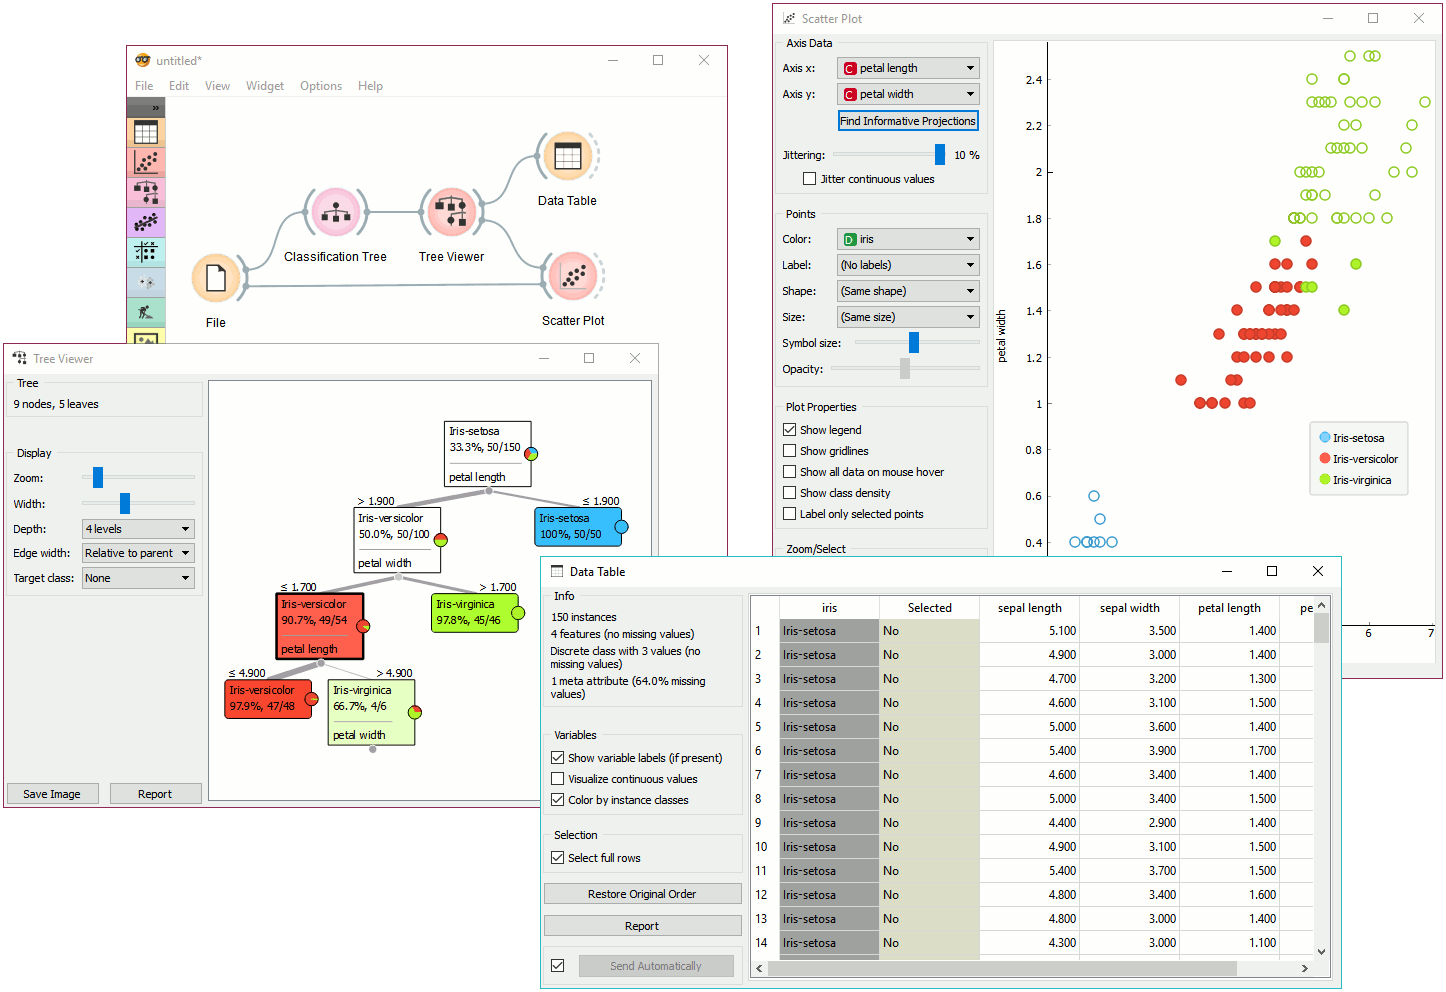 untitled*
File Edit View Widget Options Help
»
Data Table
Classification Tree
Tree Viewer
File
Scatter Plot
Tree Viewer
Tree
9 nodes, 5 leaves
Display
Zoom:
Width:
Depth: 4 levels
Edge width: Relative to parent
Target class: None
Save Image Report
Iris-setosa
33.3%, 50/150
petal length
> 1.900 ≤ 1.900
Iris-versicolor
50.0%, 50/100
petal width
Iris-setosa
100%, 50/50
≤ 1.700 > 1.700
Iris-versicolor
90.7%, 49/54
petal length
Iris-virginica
97.8%, 45/46
≤ 4.900 > 4.900
Iris-versicolor
97.9%, 47/48
Iris-virginica
66.7%, 4/6
petal width
Scatter Plot
Axis Data
Axis x: C petal length
Axis y: C petal width
Find Informative Projections
Jittering: 10 %
Jitter continuous values
Points
Color: D iris
Label: (No labels)
Shape: (Same shape)
Size: (Same size)
Symbol size:
Opacity:
Plot Properties
Show legend
Show gridlines
Show all data on mouse hover
Show class density
Label only selected points
Zoom/Select
petal width
2.4
2.2
2
1.8
1.6
1.4
1.2
1
0.8
0.6
0.4
6 7
Iris-setosa
Iris-versicolor
Iris-virginica
Data Table
Info
150 instances
4 features (no missing values)
Discrete class with 3 values (no
missing values)
1 meta attribute (64.0% missing
values)
Variables
Show variable labels (if present)
Visualize continuous values
Color by instance classes
Selection
Select full rows
Restore Original Order
Report
Send Automatically
iris Selected sepal length sepal width petal length pe
1 Iris-setosa No 5.100 3.500 1.400
2 Iris-setosa No 4.900 3.000 1.400
3 Iris-setosa No 4.700 3.200 1.300
4 Iris-setosa No 4.600 3.100 1.500
5 Iris-setosa No 5.000 3.600 1.400
6 Iris-setosa No 5.400 3.900 1.700
7 Iris-setosa No 4.600 3.400 1.400
8 Iris-setosa No 5.000 3.400 1.500
9 Iris-setosa No 4.400 2.900 1.400
10 Iris-setosa No 4.900 3.100 1.500
11 Iris-setosa No 5.400 3.700 1.500
12 Iris-setosa No 4.800 3.400 1.600
13 Iris-setosa No 4.800 3.000 1.400
14 Iris-setosa No 4.300 3.000 1.100